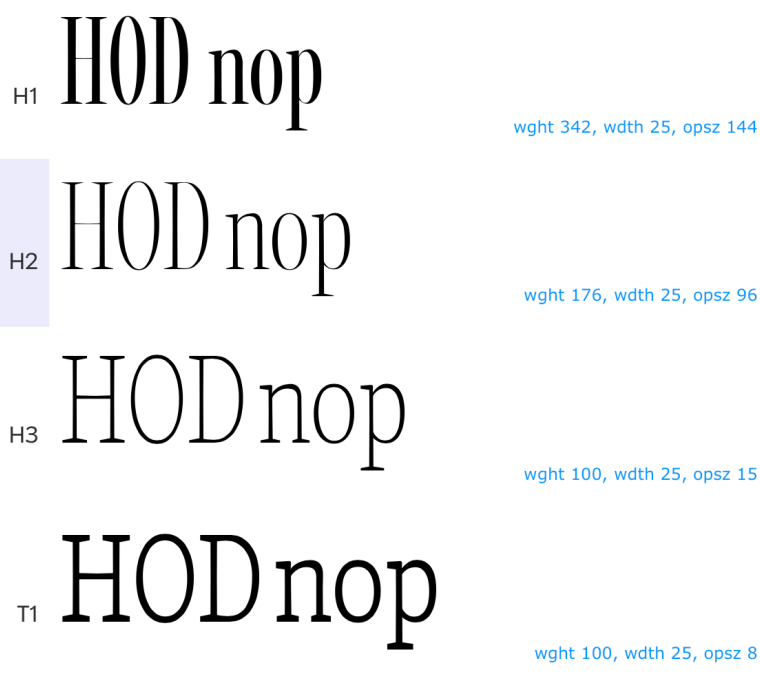 H1 HOD nop
wght 342, wdth 25, opsz 144
H2 HOD nop
wght 176, wdth 25, opsz 96
H3 HOD nop
wght 100, wdth 25, opsz 15
T1 HOD nop
wght 100, wdth 25, opsz 8